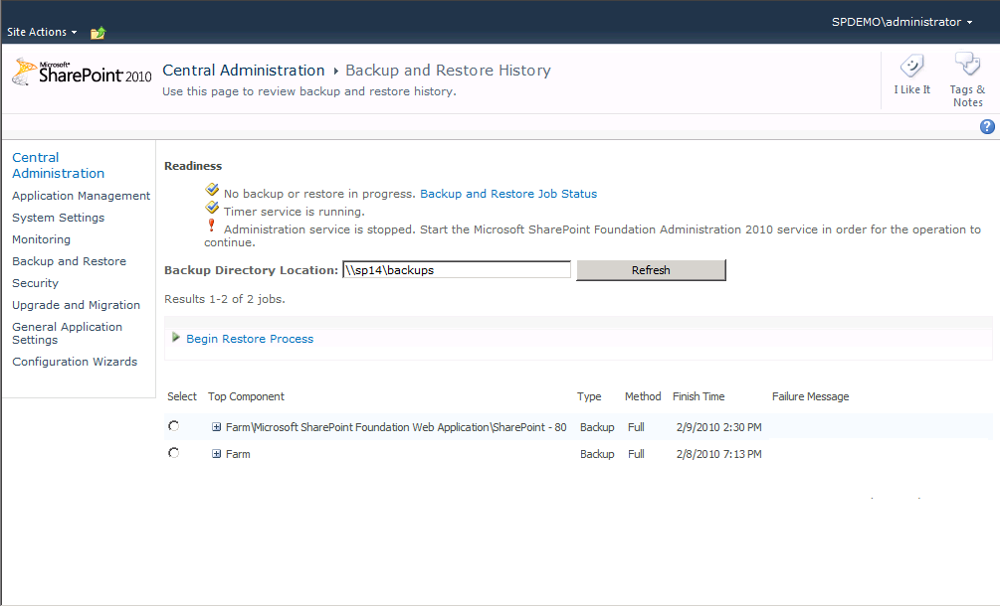 SPDEMO\administrator
Site Actions
Microsoft
SharePoint 2010
Central Administration Backup and Restore History
Use this page to review backup and restore history.
I Like It
Tags &
Notes
?
Central
Administration
Application Management
System Settings
Monitoring
Backup and Restore
Security
Upgrade and Migration
General Application
Settings
Configuration Wizards
Readiness
No backup or restore in progress. Backup and Restore Job Status
Timer service is running.
Administration service is stopped. Start the Microsoft SharePoint Foundation Administration 2010 service in order for the operation to
continue.
Backup Directory Location: \\sp14\backups Refresh
Results 1-2 of 2 jobs.
Begin Restore Process
Select Top Component Type Method Finish Time Failure Message
Farm\Microsoft SharePoint Foundation Web Application\SharePoint - 80 Backup Full 2/9/2010 2:30 PM
Farm Backup Full 2/8/2010 7:13 PM